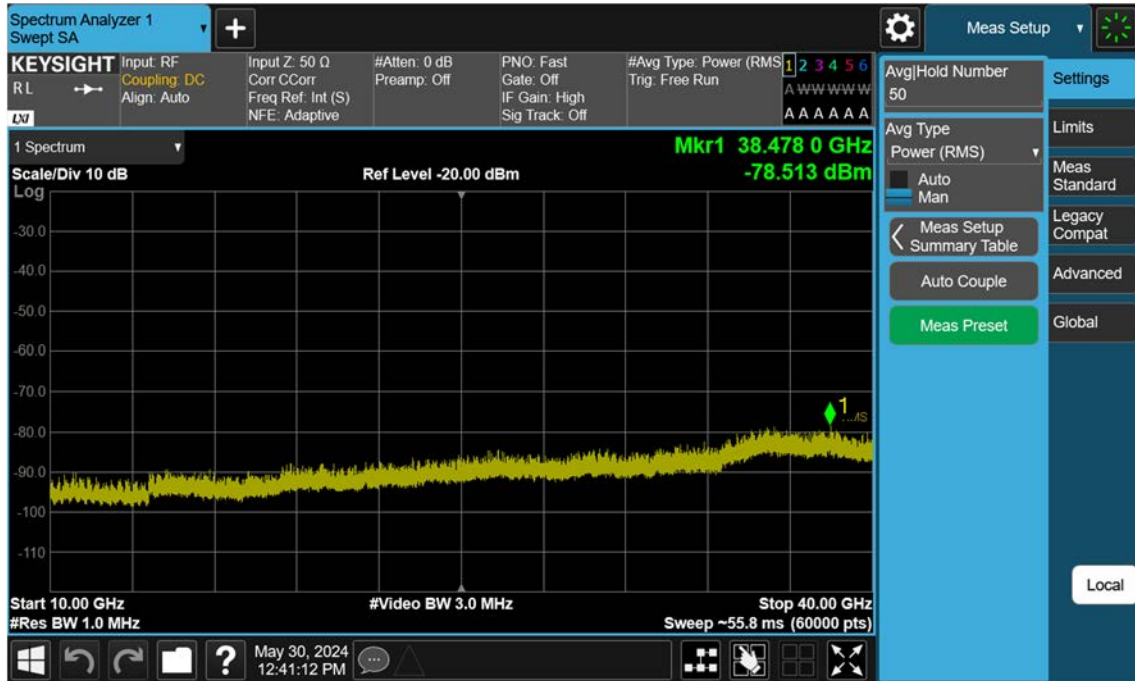 Spectrum Analyzer 1
Swept SA
Meas Setup
KEYSIGHT
RL
LXI
Input: RF
Coupling: DC
Align: Auto
Input Z: 50 Ω
Corr CCorr
Freq Ref: Int (S)
NFE: Adaptive
#Atten: 0 dB
Preamp: Off
PNO: Fast
Gate: Off
IF Gain: High
Sig Track: Off
#Avg Type: Power (RMS
Trig: Free Run
1 2 3 4 5 6
A W W W W W
A A A A A A
1 Spectrum
Mkr1 38.478 0 GHz
Scale/Div 10 dB
Ref Level -20.00 dBm
-78.513 dBm
Log
-30.0
-40.0
-50.0
-60.0
-70.0
-80.0
-90.0
-100
-110
1
Start 10.00 GHz
#Video BW 3.0 MHz
Stop 40.00 GHz
#Res BW 1.0 MHz
Sweep ~55.8 ms (60000 pts)
Avg|Hold Number
50
Avg Type
Power (RMS)
Auto
Man
Meas Setup
Summary Table
Auto Couple
Meas Preset
Settings
Limits
Meas
Standard
Legacy
Compat
Advanced
Global
Local
?
May 30, 2024
12:41:12 PM